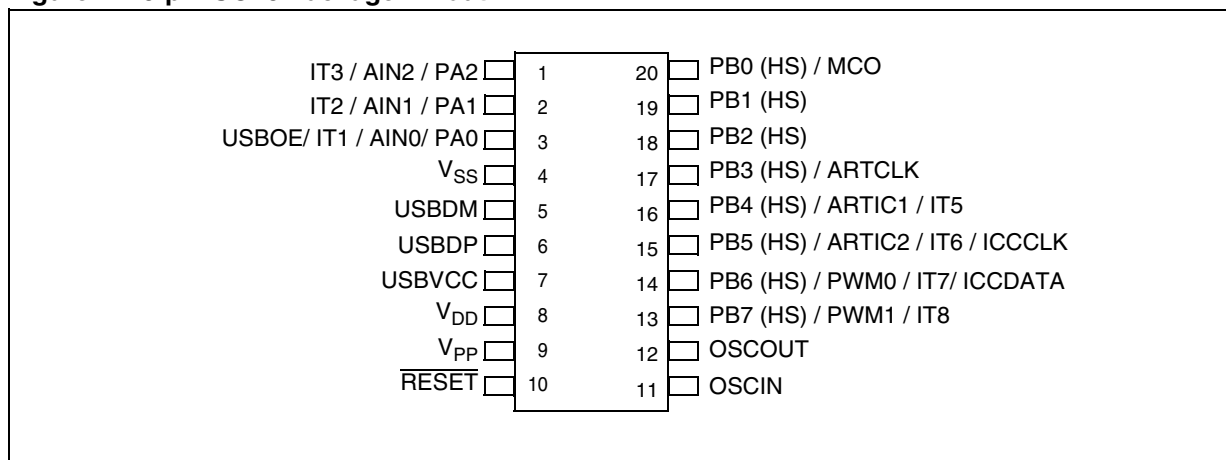 IT3 / AIN2 / PA2 1 20 PB0 (HS) / MCO
IT2 / AIN1 / PA1 2 19 PB1 (HS)
USBOE/ IT1 / AIN0/ PA0 3 18 PB2 (HS)
VSS 4 17 PB3 (HS) / ARTCLK
USBDM 5 16 PB4 (HS) / ARTIC1 / IT5
USBDP 6 15 PB5 (HS) / ARTIC2 / IT6 / ICCCLK
USBVCC 7 14 PB6 (HS) / PWM0 / IT7/ ICCDATA
VDD 8 13 PB7 (HS) / PWM1 / IT8
VPP 9 12 OSCOUT
RESET 10 11 OSCIN